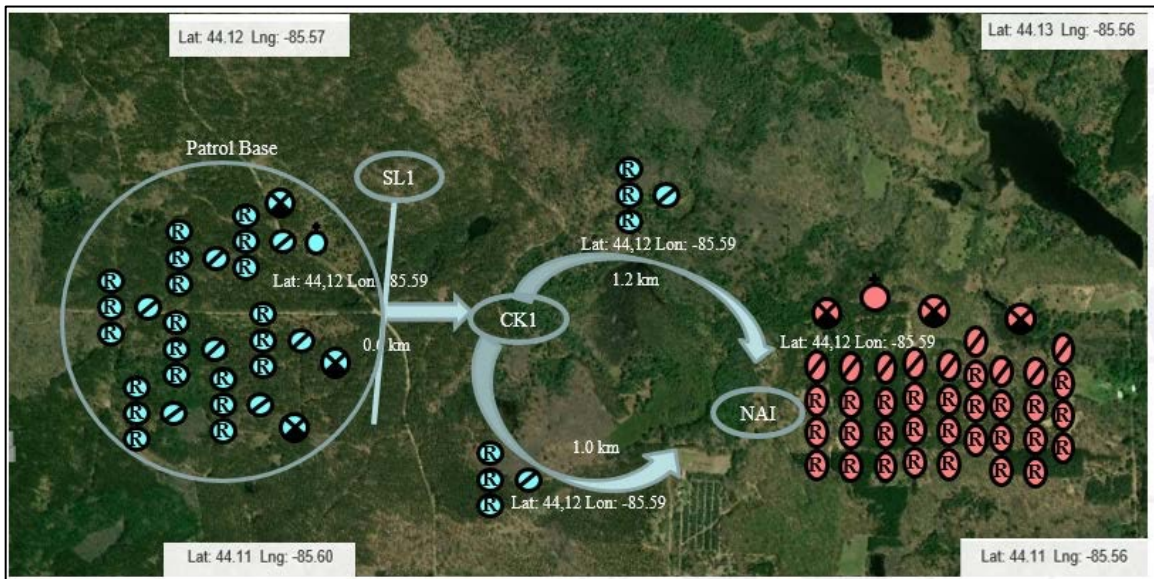 Lat: 44.12 Lng: -85.57
Lat: 44.13 Lng: -85.56
Patrol Base
SL1
Lat: 44,12 Lon: -85.59
Lat: 44,12 Lon: 85.59
1.2 km
CK1
0.6 km
Lat: 44,12 Lon: -85.59
NAI
1.0 km
Lat: 44,12 Lon: -85.59
Lat: 44.11 Lng: -85.60
Lat: 44.11 Lng: -85.56